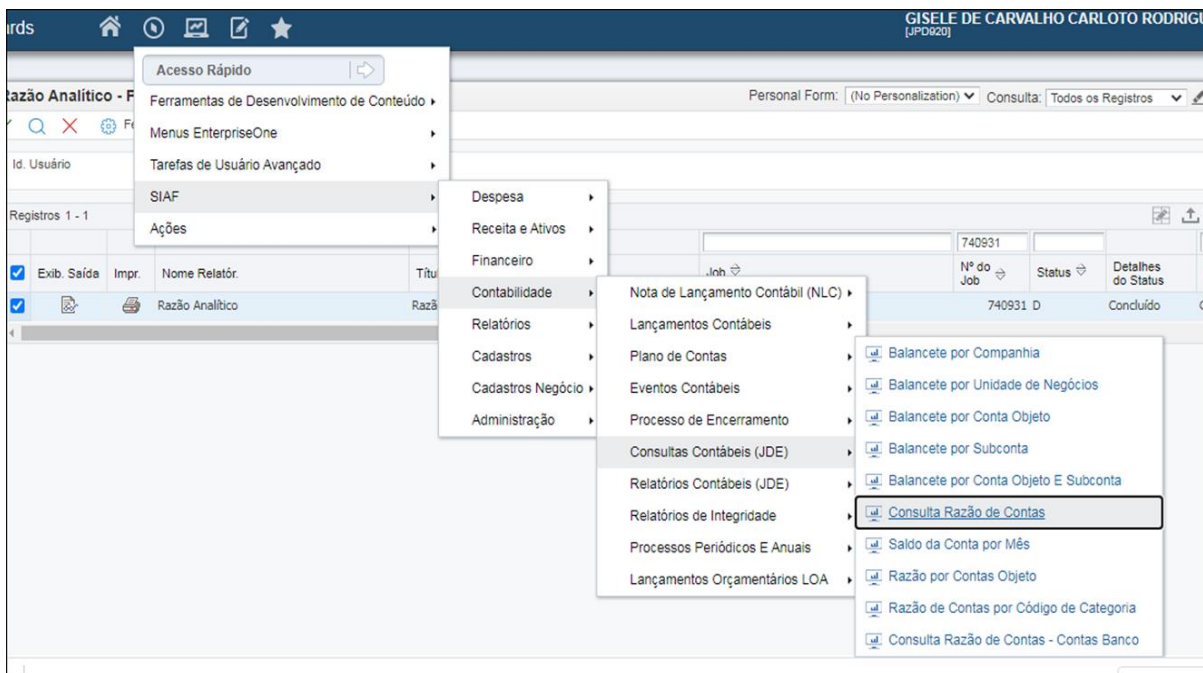 GISELE DE CARVALHO CARLOTO
[JPD920]
Acesso Rápido
Personal Form: (No Personalization) Consulta: Todos os Registros
Ferramentas de Desenvolvimento de Conteúdo
Menus EnterpriseOne
Id. Usuário
Tarefas de Usuário Avançado
SIAF
Ações
Registros 1 - 1
Despesa
Receita e Ativos
Financeiro
Contabilidade
Relatórios
Cadastros
Cadastros Negócio
Administração
740931
Exib. Saída Impr. Nome Relatór. Job Nº do Job Status Detalhes do Status
Razão Analítico 740931 D Concluído
Nota de Lançamento Contábil (NLC)
Lançamentos Contábeis
Plano de Contas
Eventos Contábeis
Processo de Encerramento
Consultas Contábeis (JDE)
Relatórios Contábeis (JDE)
Relatórios de Integridade
Processos Periódicos E Anuais
Lançamentos Orçamentários LOA
Balancete por Companhia
Balancete por Unidade de Negócios
Balancete por Conta Objeto
Balancete por Subconta
Balancete por Conta Objeto E Subconta
Consulta Razão de Contas
Saldo da Conta por Mês
Razão por Contas Objeto
Razão de Contas por Código de Categoria
Consulta Razão de Contas - Contas Banco